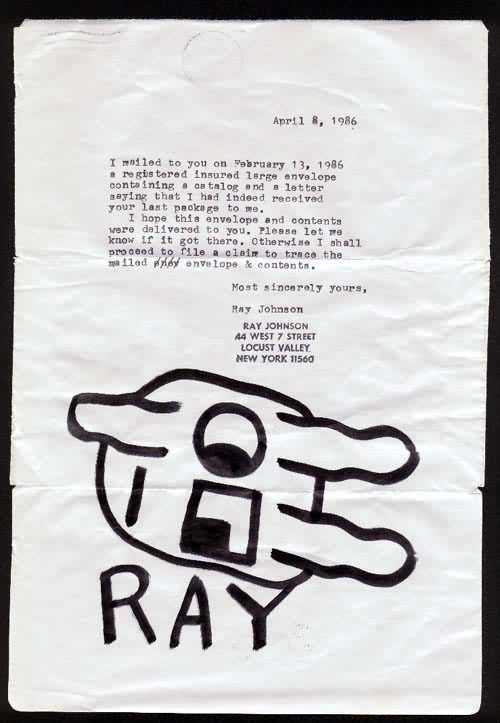 April 8, 1986
I mailed to you on February 13, 1986
a registered insured large envelope
containing a catalog and a letter
saying that I had indeed received
your last package to me.
I hope this envelope and contents
were delivered to you. Please let me
know if it got there. Otherwise I shall
proceed to file a claim to trace the
mailed envelope & contents.
Most sincerely yours,
Ray Johnson
RAY JOHNSON
44 WEST 7 STREET
LOCUST VALLEY.
NEW YORK 11560
RAY